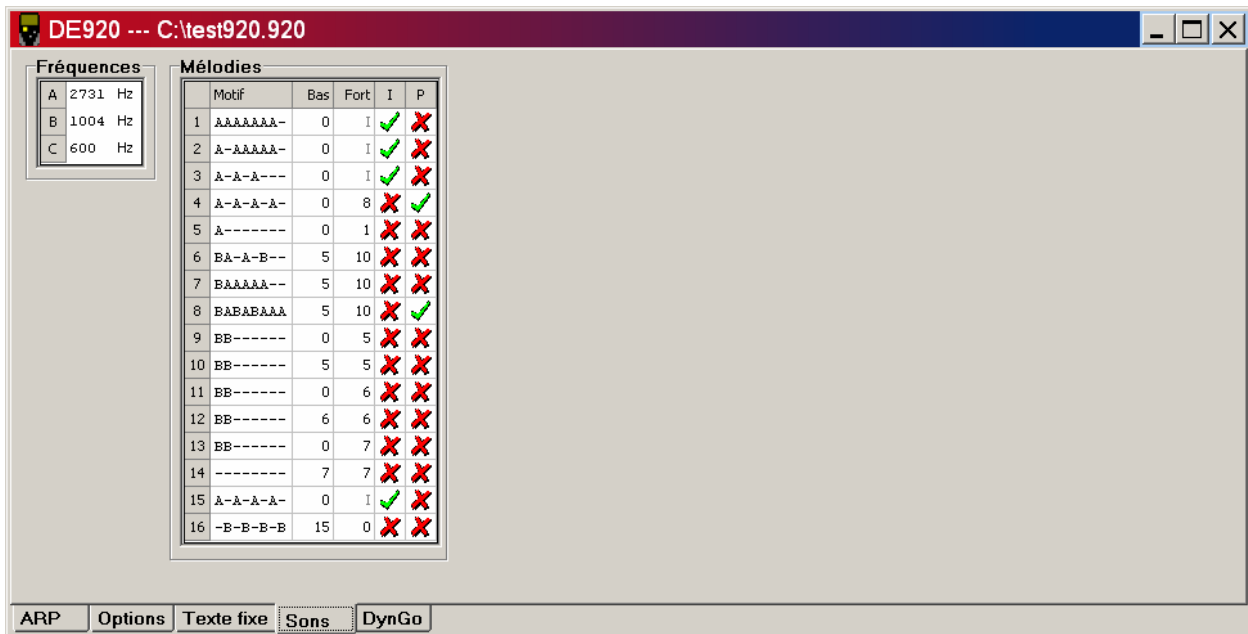 DE920 --- C:\test920.920
Fréquences
A 2731 Hz
B 1004 Hz
C 600 Hz
Mélodies
Motif Bas Fort I P
1 AAAAAAA- 0 I
2 A-AAAAA- 0 I
3 A-A-A--- 0 I
4 A-A-A-A- 0 8
5 A------- 0 1
6 BA-A-B-- 5 10
7 BAAAAA-- 5 10
8 BABABAAA 5 10
9 BB------ 0 5
10 BB------ 5 5
11 BB------ 0 6
12 BB------ 6 6
13 BB------ 0 7
14 -------- 7 7
15 A-A-A-A- 0 I
16 -B-B-B-B 15 0
ARP Options Texte fixe Sons DynGo